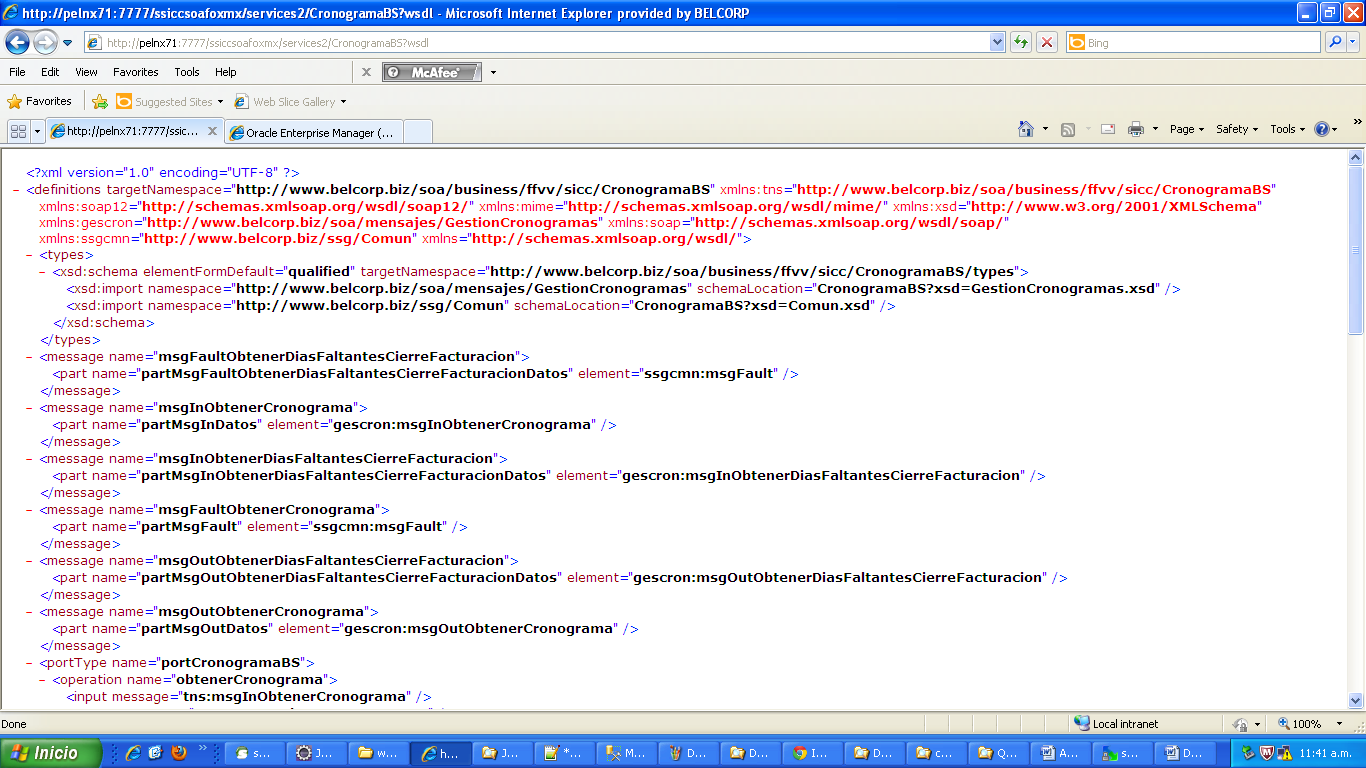 http://pelnx71:7777/ssiccsoafoxmx/services2/CronogramaBS?wsdl - Microsoft Internet Explorer provided by BELCORP
http://pelnx71:7777/ssiccsoafoxmx/services2/CronogramaBS?wsdl
Bing
File Edit View Favorites Tools Help
McAfee
Favorites Suggested Sites Web Slice Gallery
http://pelnx71:7777/ssic... Oracle Enterprise Manager (... Page Safety Tools
<?xml version="1.0" encoding="UTF-8" ?>
- <definitions targetNamespace="http://www.belcorp.biz/soa/business/ffvv/sicc/CronogramaBS" xmlns:tns="http://www.belcorp.biz/soa/business/ffvv/sicc/CronogramaBS"
xmlns:soap12="http://schemas.xmlsoap.org/wsdl/soap12/" xmlns:mime="http://schemas.xmlsoap.org/wsdl/mime/" xmlns:xsd="http://www.w3.org/2001/XMLSchema"
xmlns:gescron="http://www.belcorp.biz/soa/mensajes/GestionCronogramas" xmlns:soap="http://schemas.xmlsoap.org/wsdl/soap/"
xmlns:ssgcmn="http://www.belcorp.biz/ssg/Comun" xmlns="http://schemas.xmlsoap.org/wsdl/">
- <types>
- <xsd:schema elementFormDefault="qualified" targetNamespace="http://www.belcorp.biz/soa/business/ffvv/sicc/CronogramaBS/types">
<xsd:import namespace="http://www.belcorp.biz/soa/mensajes/GestionCronogramas" schemaLocation="CronogramaBS?xsd=GestionCronogramas.xsd" />
<xsd:import namespace="http://www.belcorp.biz/ssg/Comun" schemaLocation="CronogramaBS?xsd=Comun.xsd" />
</xsd:schema>
</types>
- <message name="msgFaultObtenerDiasFaltantesCierreFacturacion">
<part name="partMsgFaultObtenerDiasFaltantesCierreFacturacionDatos" element="ssgcmn:msgFault" />
</message>
- <message name="msgInObtenerCronograma">
<part name="partMsgInDatos" element="gescron:msgInObtenerCronograma" />
</message>
- <message name="msgInObtenerDiasFaltantesCierreFacturacion">
<part name="partMsgInObtenerDiasFaltantesCierreFacturacionDatos" element="gescron:msgInObtenerDiasFaltantesCierreFacturacion" />
</message>
- <message name="msgFaultObtenerCronograma">
<part name="partMsgFault" element="ssgcmn:msgFault" />
</message>
- <message name="msgOutObtenerDiasFaltantesCierreFacturacion">
<part name="partMsgOutObtenerDiasFaltantesCierreFacturacionDatos" element="gescron:msgOutObtenerDiasFaltantesCierreFacturacion" />
</message>
- <message name="msgOutObtenerCronograma">
<part name="partMsgOutDatos" element="gescron:msgOutObtenerCronograma" />
</message>
- <portType name="portCronogramaBS">
- <operation name="obtenerCronograma">
<input message="tns:msgInObtenerCronograma" />
Done Local intranet 100%
Inicio s... J... w... h... J... *... M... D... D... I... D... c... Q... A... s... D... 11:41 a.m.